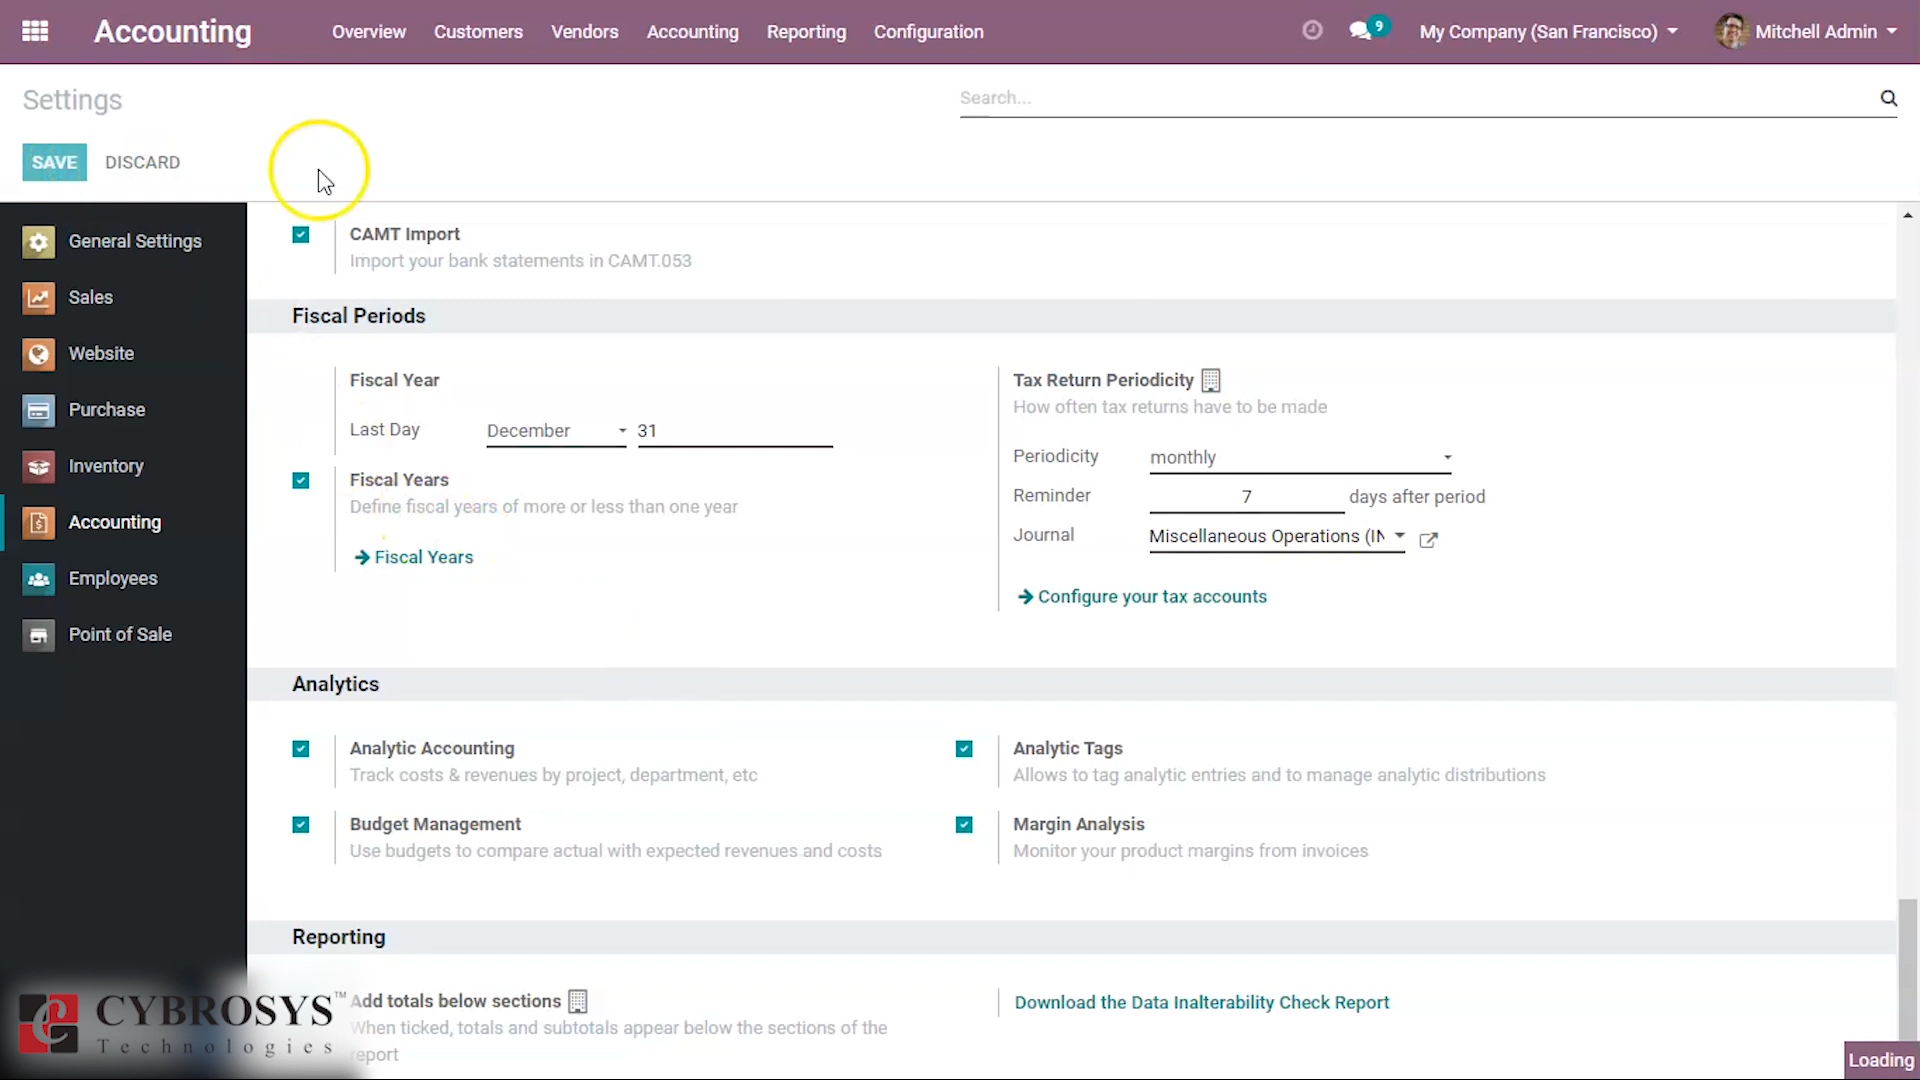 Accounting Overview Customers Vendors Accounting Reporting Configuration 9 My Company (San Francisco) Mitchell Admin
Settings Search...
SAVE DISCARD
General Settings
Sales
Website
Purchase
Inventory
Accounting
Employees
Point of Sale
CAMT Import
Import your bank statements in CAMT.053
Fiscal Periods
Fiscal Year
Last Day December 31
Fiscal Years
Define fiscal years of more or less than one year
Fiscal Years
Tax Return Periodicity
How often tax returns have to be made
Periodicity monthly
Reminder 7 days after period
Journal Miscellaneous Operations (IN
Configure your tax accounts
Analytics
Analytic Accounting
Track costs & revenues by project, department, etc
Analytic Tags
Allows to tag analytic entries and to manage analytic distributions
Budget Management
Use budgets to compare actual with expected revenues and costs
Margin Analysis
Monitor your product margins from invoices
Reporting
Add totals below sections
When ticked, totals and subtotals appear below the sections of the
report
Download the Data Inalterability Check Report
CYBROSYS™
Technologies
Loading